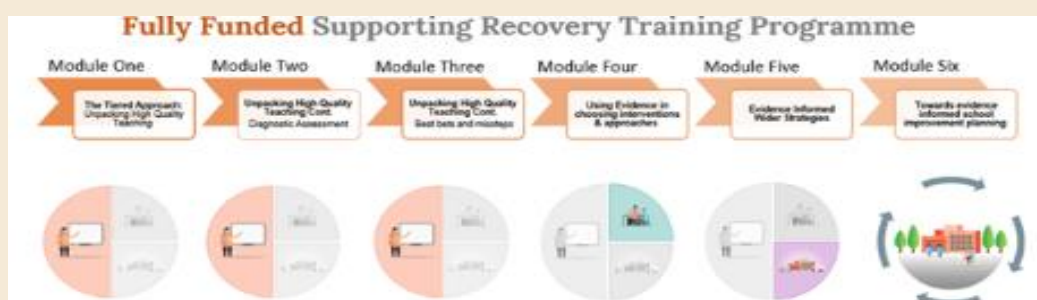 Fully Funded Supporting Recovery Training Programme
Module One
Module Two
Module Three
Module Four
Module Five
Module Six
The Tiered Approach:
Unpacking High Quality
Teaching
Unpacking High Quality
Teaching Cont.
Diagnostic Assessment
Unpacking High Quality
Teaching Cont.
Best bets and missteps
Using Evidence in
choosing interventions
& approaches
Evidence Informed
Wider Strategies
Towards evidence
informed school
improvement planning